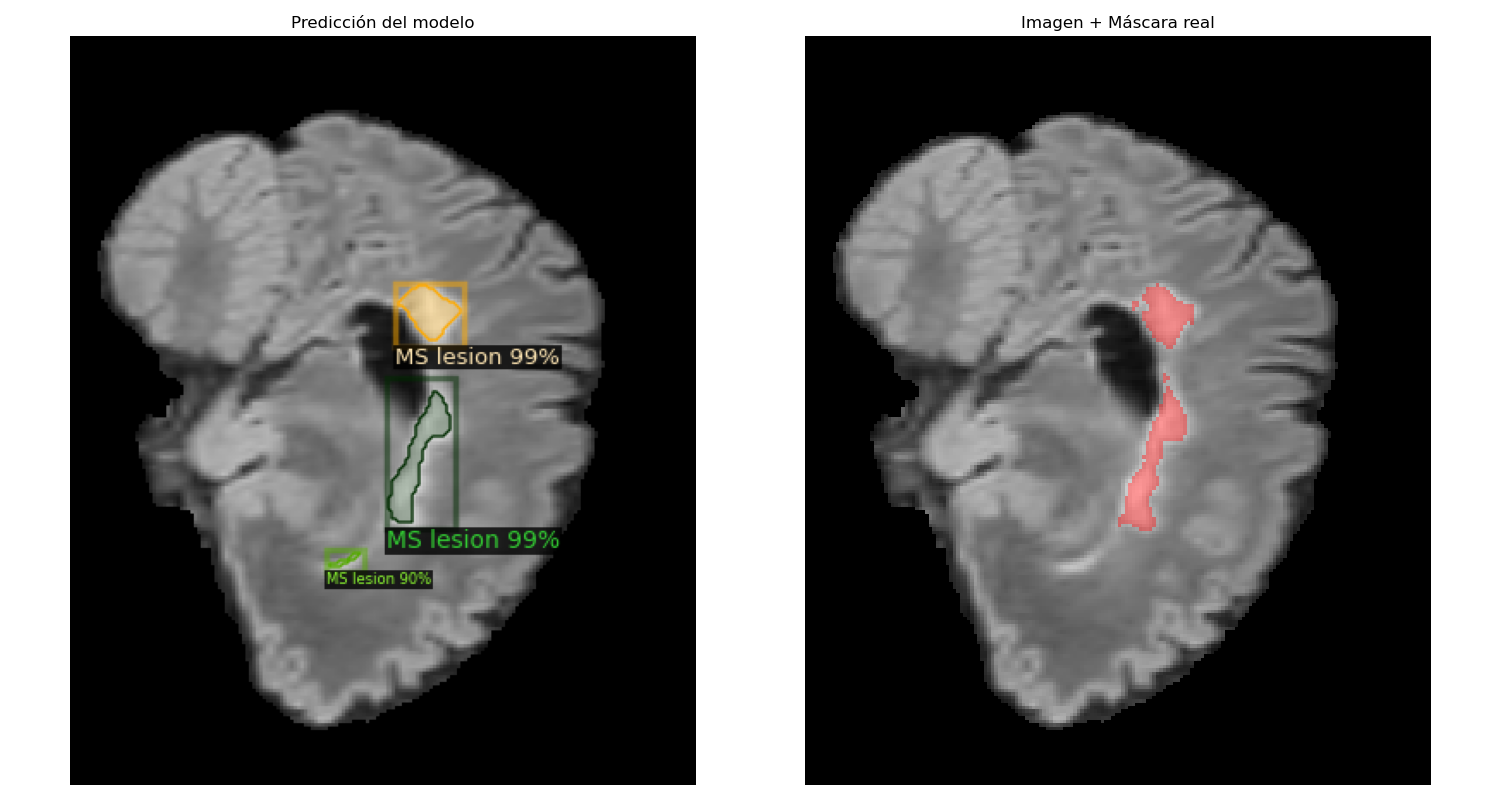 Predicción del modelo
Imagen + Máscara real
MS lesion 99%
MS lesion 99%
MS lesion 90%